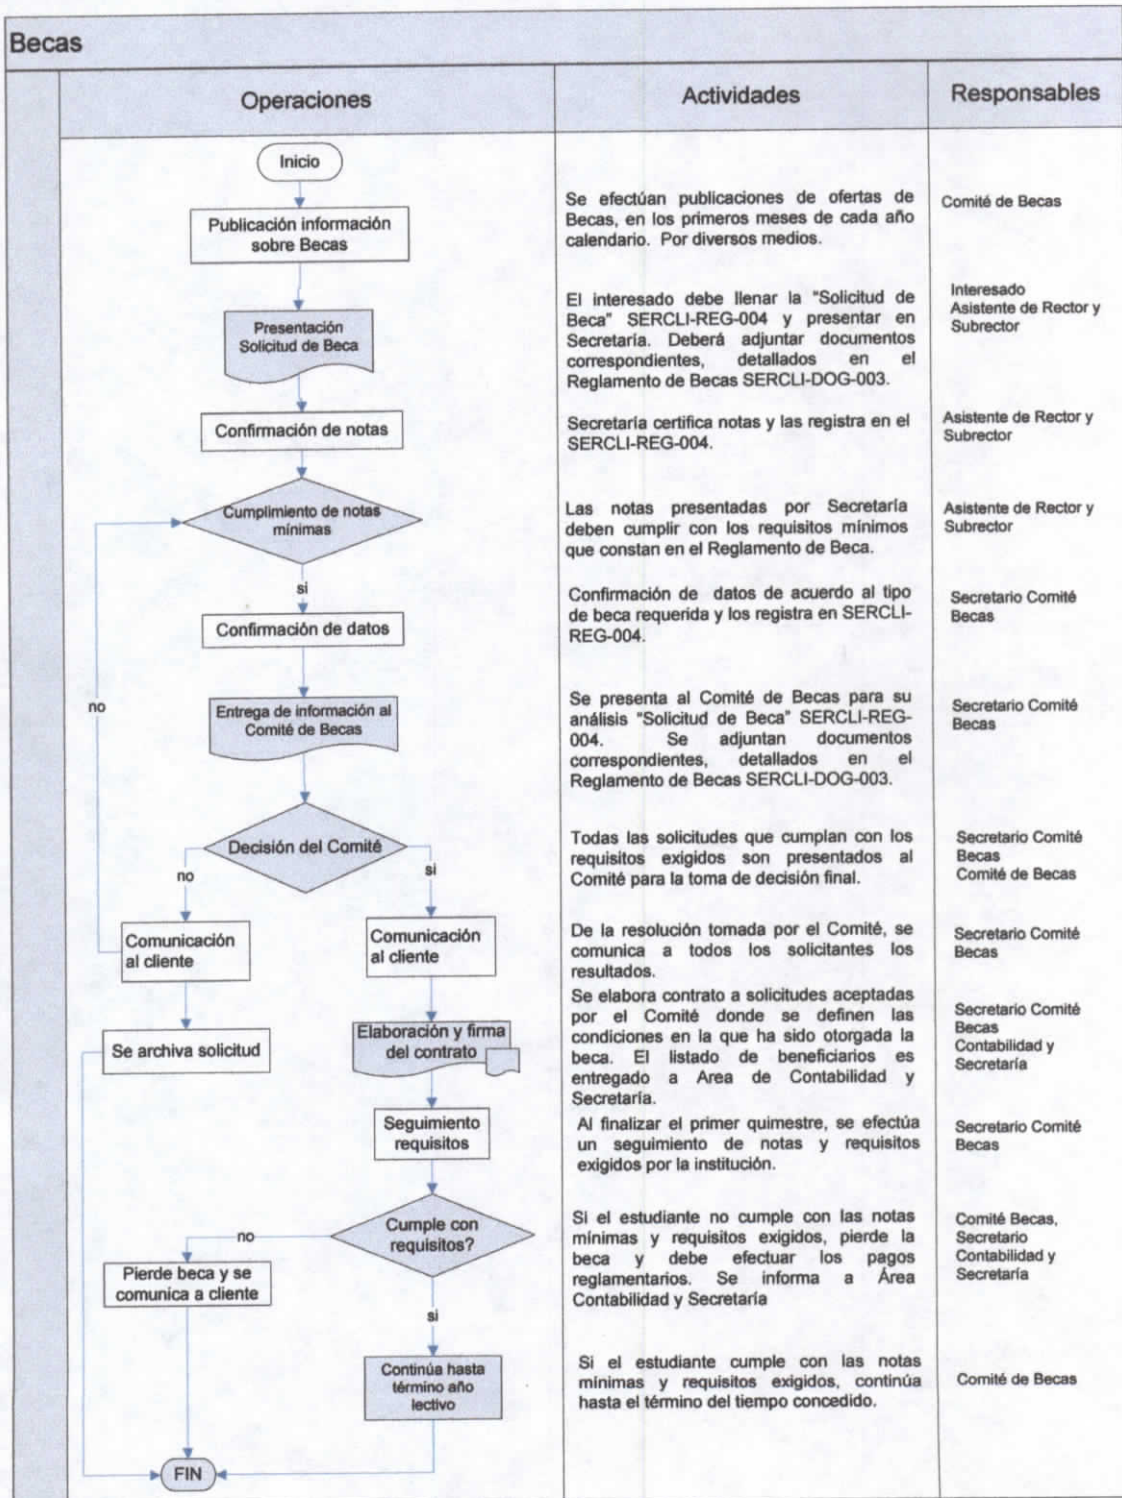 Becas
Operaciones
Actividades
Responsables
Inicio
Publicación información
sobre Becas
Se efectúan publicaciones de ofertas de
Becas, en los primeros meses de cada año
calendario. Por diversos medios.
Comité de Becas
Presentación
Solicitud de Beca
El interesado debe llenar la "Solicitud de
Beca" SERCLI-REG-004 y presentar en
Secretaría. Deberá adjuntar documentos
correspondientes, detallados en el
Reglamento de Becas SERCLI-DOG-003.
Interesado
Asistente de Rector y
Subrector
Confirmación de notas
Secretaría certifica notas y las registra en el
SERCLI-REG-004.
Asistente de Rector y
Subrector
Cumplimiento de notas
mínimas
Las notas presentadas por Secretaría
deben cumplir con los requisitos mínimos
que constan en el Reglamento de Beca.
Asistente de Rector y
Subrector
si
Confirmación de datos
Confirmación de datos de acuerdo al tipo
de beca requerida y los registra en SERCLI-
REG-004.
Secretario Comité
Becas
no
Entrega de información al
Comité de Becas
Se presenta al Comité de Becas para su
análisis "Solicitud de Beca" SERCLI-REG-
004. Se adjuntan documentos
correspondientes, detallados en el
Reglamento de Becas SERCLI-DOG-003.
Secretario Comité
Becas
Decisión del Comité
no
si
Todas las solicitudes que cumplan con los
requisitos exigidos son presentados al
Comité para la toma de decisión final.
Secretario Comité
Becas
Comité de Becas
Comunicación
al cliente
Comunicación
al cliente
De la resolución tomada por el Comité, se
comunica a todos los solicitantes los
resultados.
Secretario Comité
Becas
Se archiva solicitud
Elaboración y firma
del contrato
Se elabora contrato a solicitudes aceptadas
por el Comité donde se definen las
condiciones en la que ha sido otorgada la
beca. El listado de beneficiarios es
entregado a Area de Contabilidad y
Secretaría.
Secretario Comité
Becas
Contabilidad y
Secretaría
Seguimiento
requisitos
Al finalizar el primer quimestre, se efectúa
un seguimiento de notas y requisitos
exigidos por la institución.
Secretario Comité
Becas
Cumple con
requisitos?
no
Pierde beca y se
comunica a cliente
si
Si el estudiante no cumple con las notas
mínimas y requisitos exigidos, pierde la
beca y debe efectuar los pagos
reglamentarios. Se informa a Área
Contabilidad y Secretaría
Comité Becas,
Secretario
Contabilidad y
Secretaría
Continúa hasta
término año
lectivo
Si el estudiante cumple con las notas
mínimas y requisitos exigidos, continúa
hasta el término del tiempo concedido.
Comité de Becas
FIN